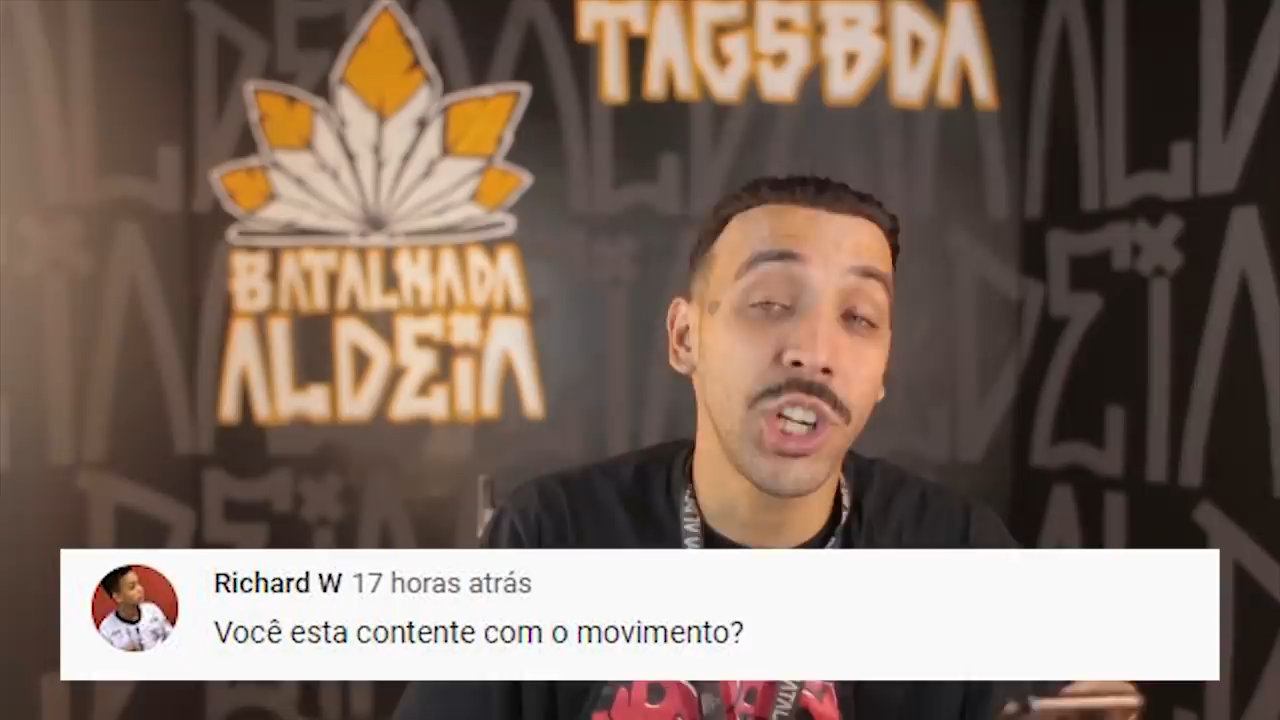 TAGSBDA
BATALHA DA
ALDEiA
Richard W 17 horas atrás
Você esta contente com o movimento?